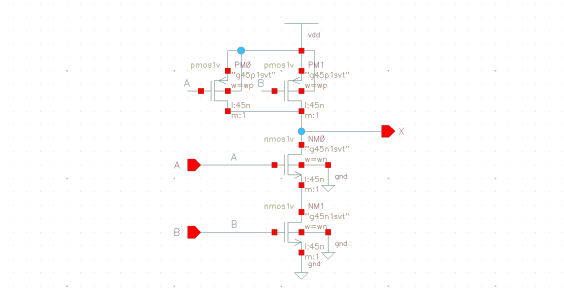 vdd
pmos1v PM0 pmos1v PM1
"g45p1svt" "g45p1svt"
A w=wp B w=wp
l:45n l:45n
m:1 m:1
X
nmos1v NM0
"g45n1svt"
A A w=wn
gnd
l:45n
m:1
nmos1v NM1
"g45n1svt"
B B w=wn
gnd
l:45n
m:1
gnd